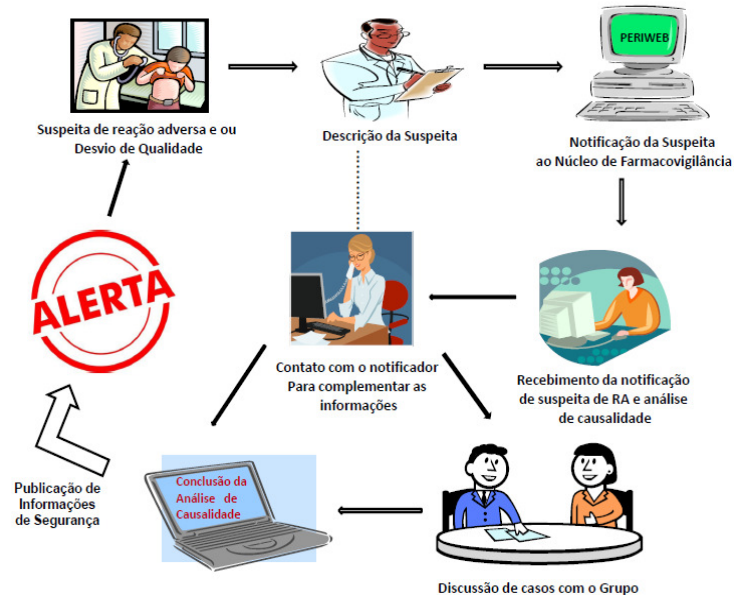 PERIWEB
Suspeita de reação adversa e ou
Desvio de Qualidade
Descrição da Suspeita
Notificação da Suspeita
ao Núcleo de Farmacovigilância
ALERTA
Contato com o notificador
Para complementar as
informações
Recebimento da notificação
de suspeita de RA e análise
de causalidade
Publicação de
Informações
de Segurança
Conclusão da
Análise de
Causalidade
Discussão de casos com o Grupo